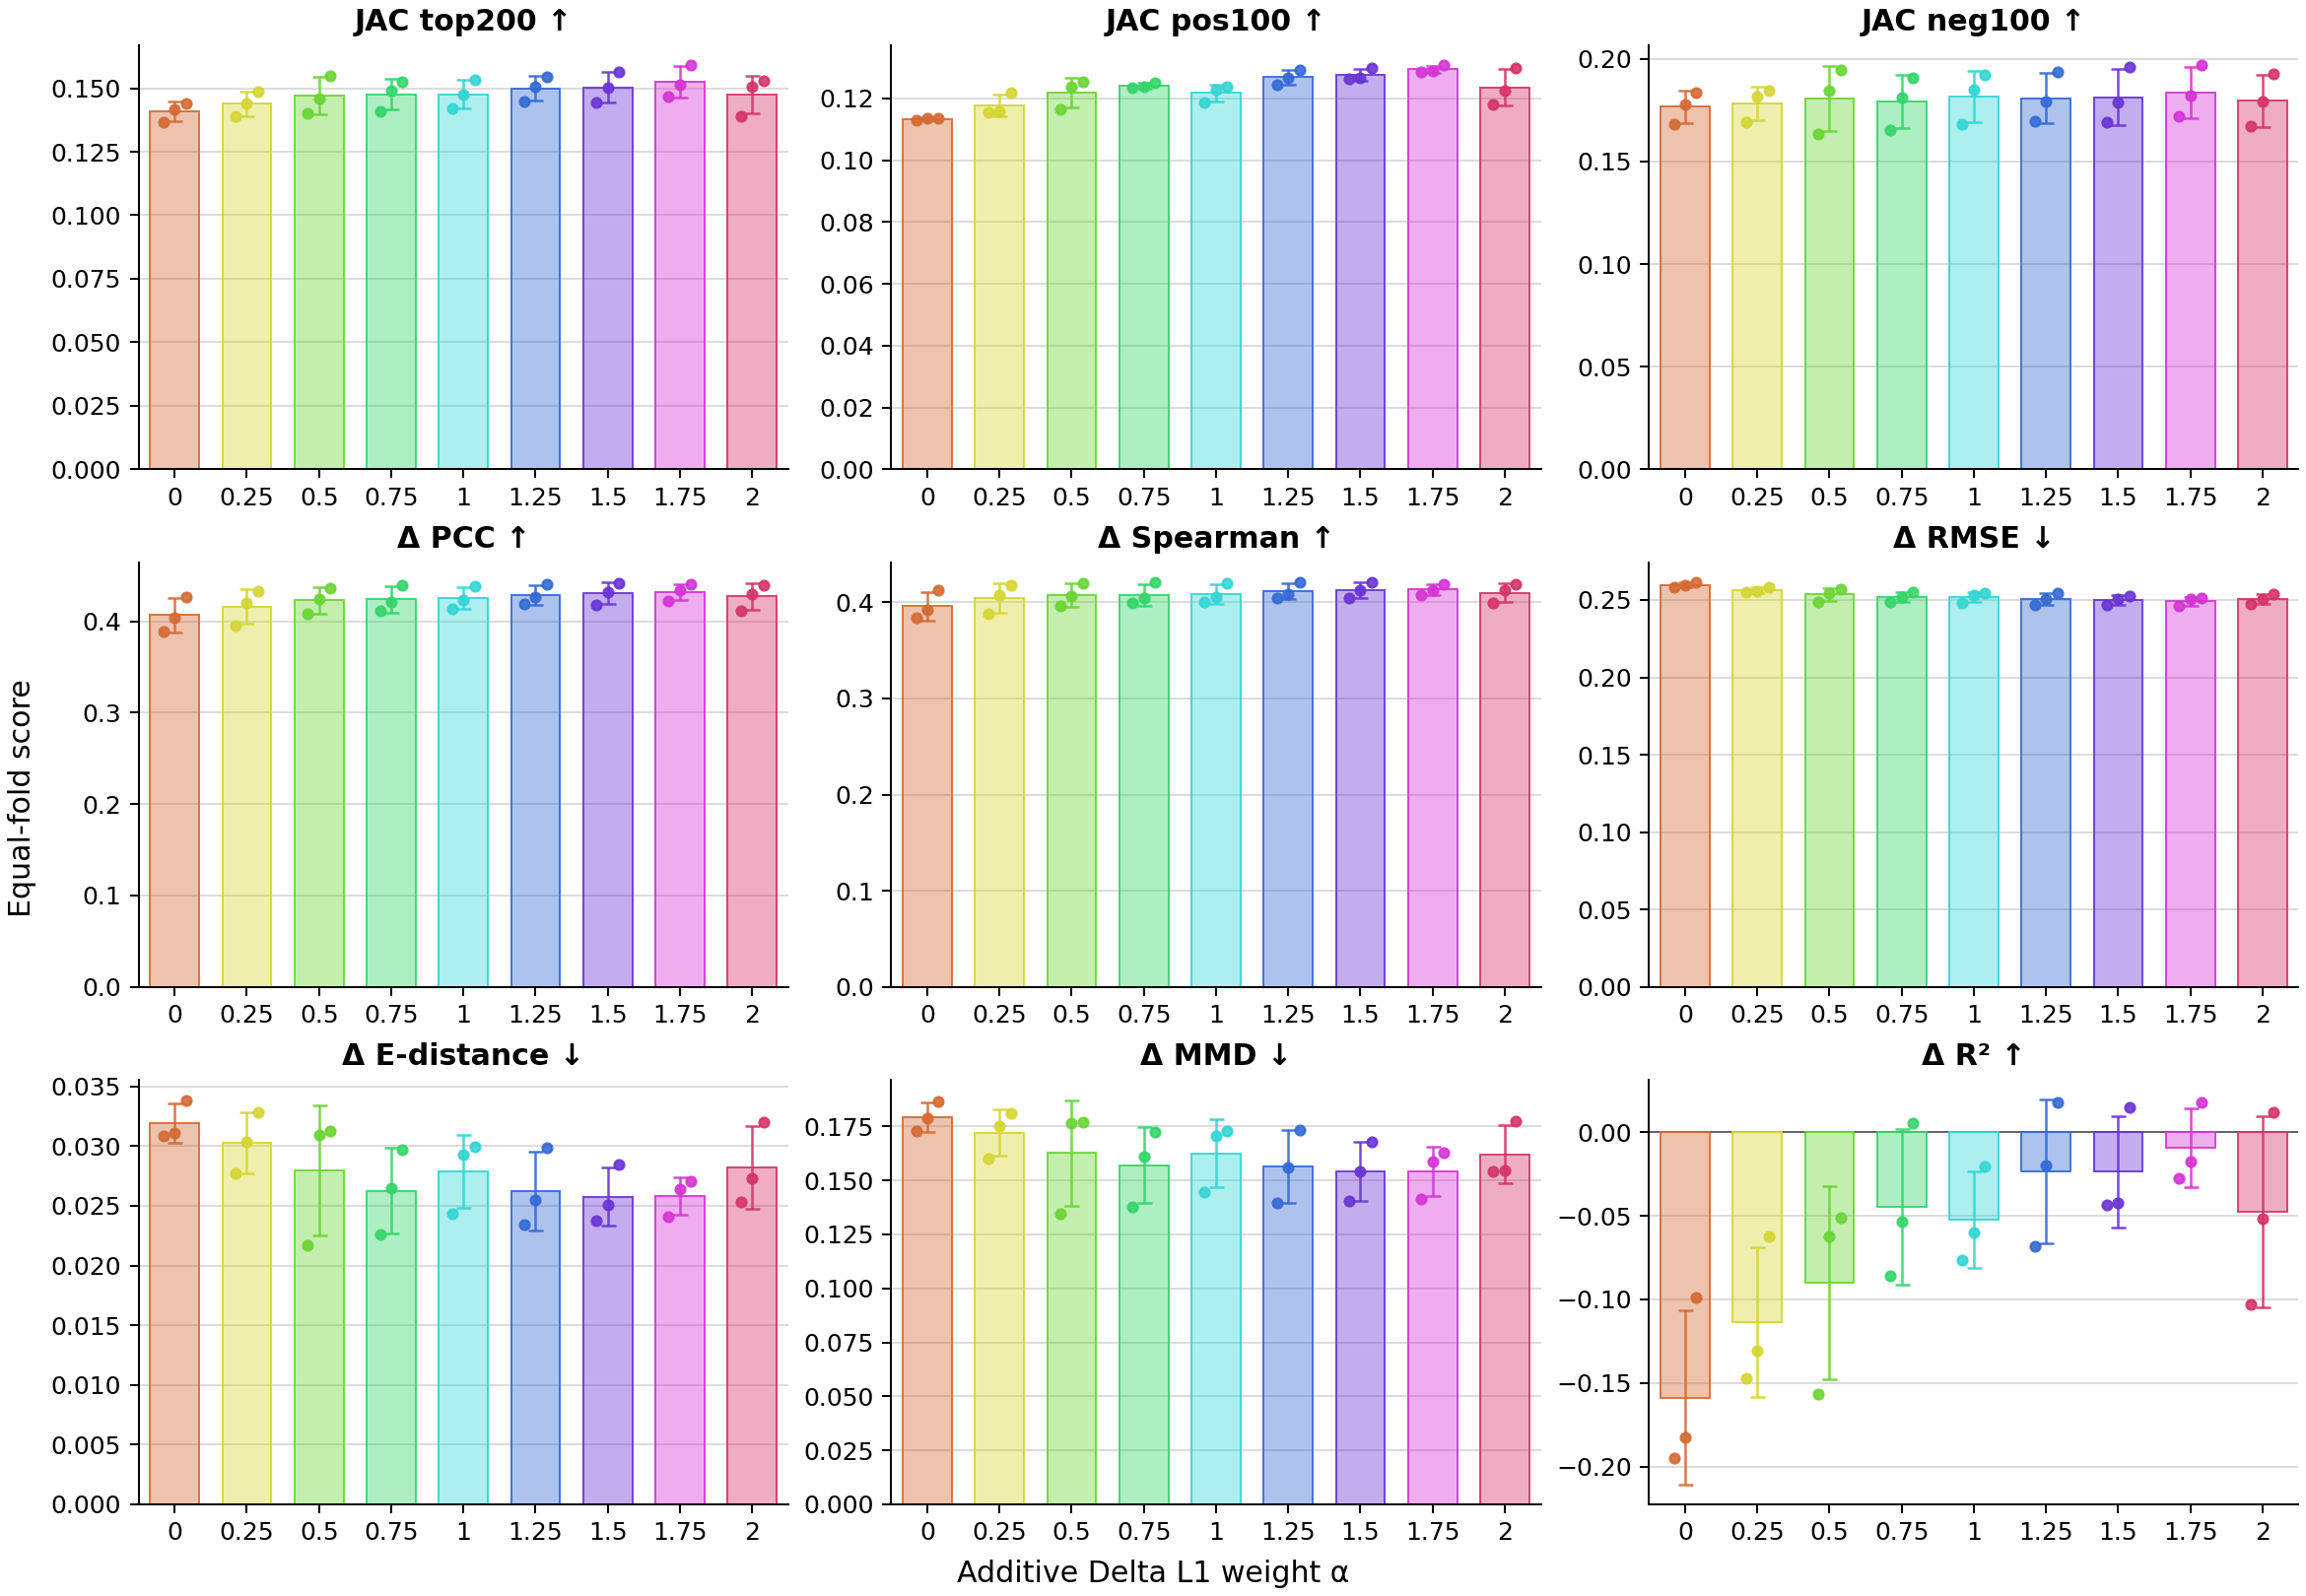 JAC top200 ↑
0.150
0.125
0.100
0.075
0.050
0.025
0.000
0 0.25 0.5 0.75 1 1.25 1.5 1.75 2
JAC pos100 ↑
0.12
0.10
0.08
0.06
0.04
0.02
0.00
0 0.25 0.5 0.75 1 1.25 1.5 1.75 2
JAC neg100 ↑
0.20
0.15
0.10
0.05
0.00
0 0.25 0.5 0.75 1 1.25 1.5 1.75 2
Equal-fold score
Δ PCC ↑
0.4
0.3
0.2
0.1
0.0
0 0.25 0.5 0.75 1 1.25 1.5 1.75 2
Δ Spearman ↑
0.4
0.3
0.2
0.1
0.0
0 0.25 0.5 0.75 1 1.25 1.5 1.75 2
Δ RMSE ↓
0.25
0.20
0.15
0.10
0.05
0.00
0 0.25 0.5 0.75 1 1.25 1.5 1.75 2
Δ E-distance ↓
0.035
0.030
0.025
0.020
0.015
0.010
0.005
0.000
0 0.25 0.5 0.75 1 1.25 1.5 1.75 2
Δ MMD ↓
0.175
0.150
0.125
0.100
0.075
0.050
0.025
0.000
0 0.25 0.5 0.75 1 1.25 1.5 1.75 2
Δ R² ↑
0.00
−0.05
−0.10
−0.15
−0.20
0 0.25 0.5 0.75 1 1.25 1.5 1.75 2
Additive Delta L1 weight α